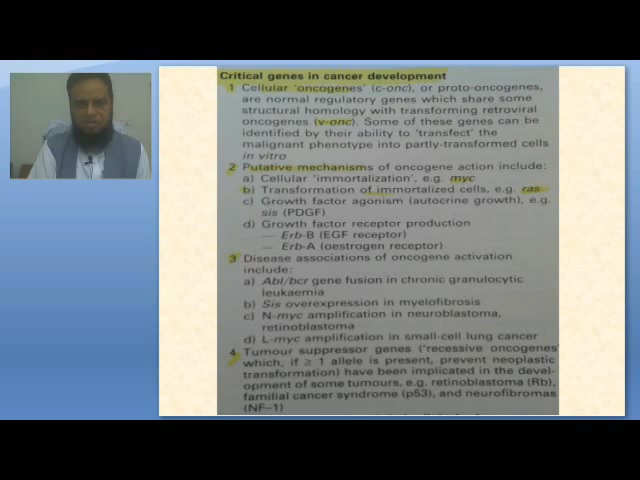 Critical genes in cancer development
1 Cellular 'oncogenes' (c-onc), or proto-oncogenes,
are normal regulatory genes which share some
structural homology with transforming retroviral
oncogenes (v-onc). Some of these genes can be
identified by their ability to 'transfect' the
malignant phenotype into partly-transformed cells
in vitro
2 Putative mechanisms of oncogene action include:
a) Cellular 'immortalization', e.g. myc
b) Transformation of immortalized cells, e.g. ras
c) Growth factor agonism (autocrine growth), e.g.
sis (PDGF)
d) Growth factor receptor production
— Erb-B (EGF receptor)
— Erb-A (oestrogen receptor)
3 Disease associations of oncogene activation
include:
a) Abl/bcr gene fusion in chronic granulocytic
leukaemia
b) Sis overexpression in myelofibrosis
c) N-myc amplification in neuroblastoma,
retinoblastoma
d) L-myc amplification in small-cell lung cancer
4 Tumour suppressor genes ('recessive oncogenes'
which, if ≥ 1 allele is present, prevent neoplastic
transformation) have been implicated in the devel-
opment of some tumours, e.g. retinoblastoma (Rb),
familial cancer syndrome (p53), and neurofibromas
(NF-1)